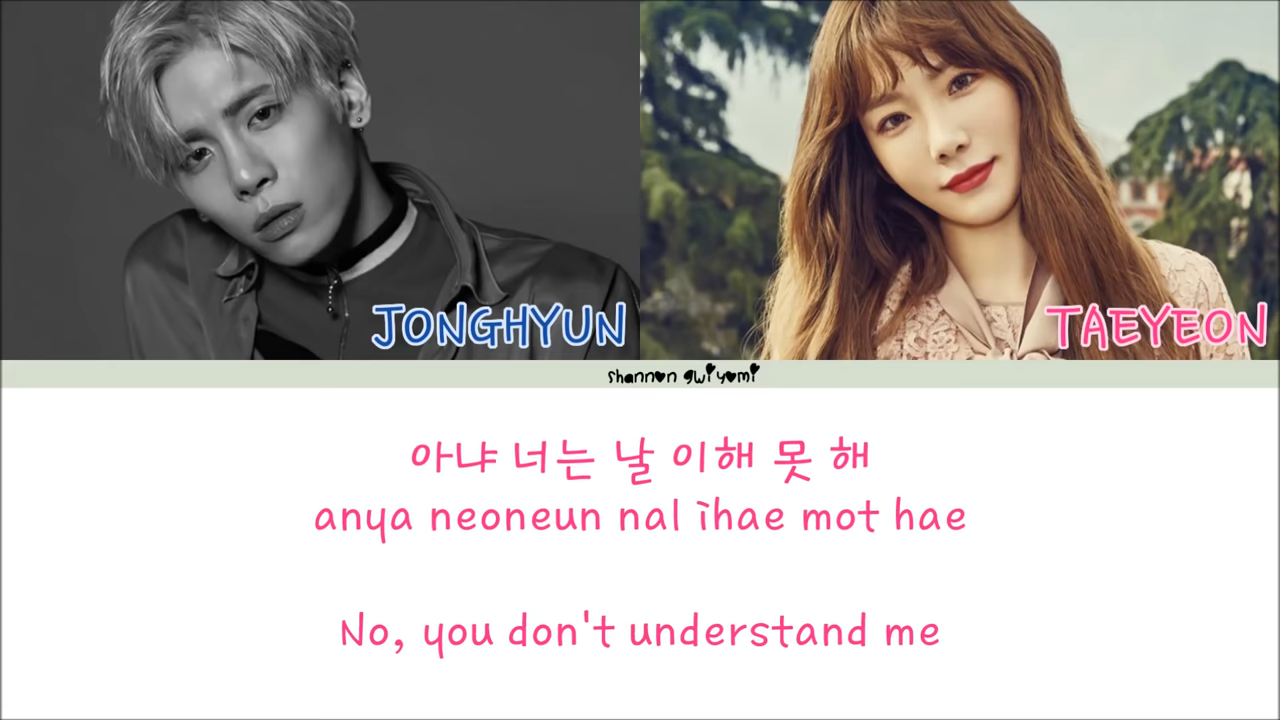 JONGHYUN
TAEYEON
shannon gwiyomi
아냐 너는 날 이해 못 해
anya neoneun nal ihae mot hae
No, you don't understand me